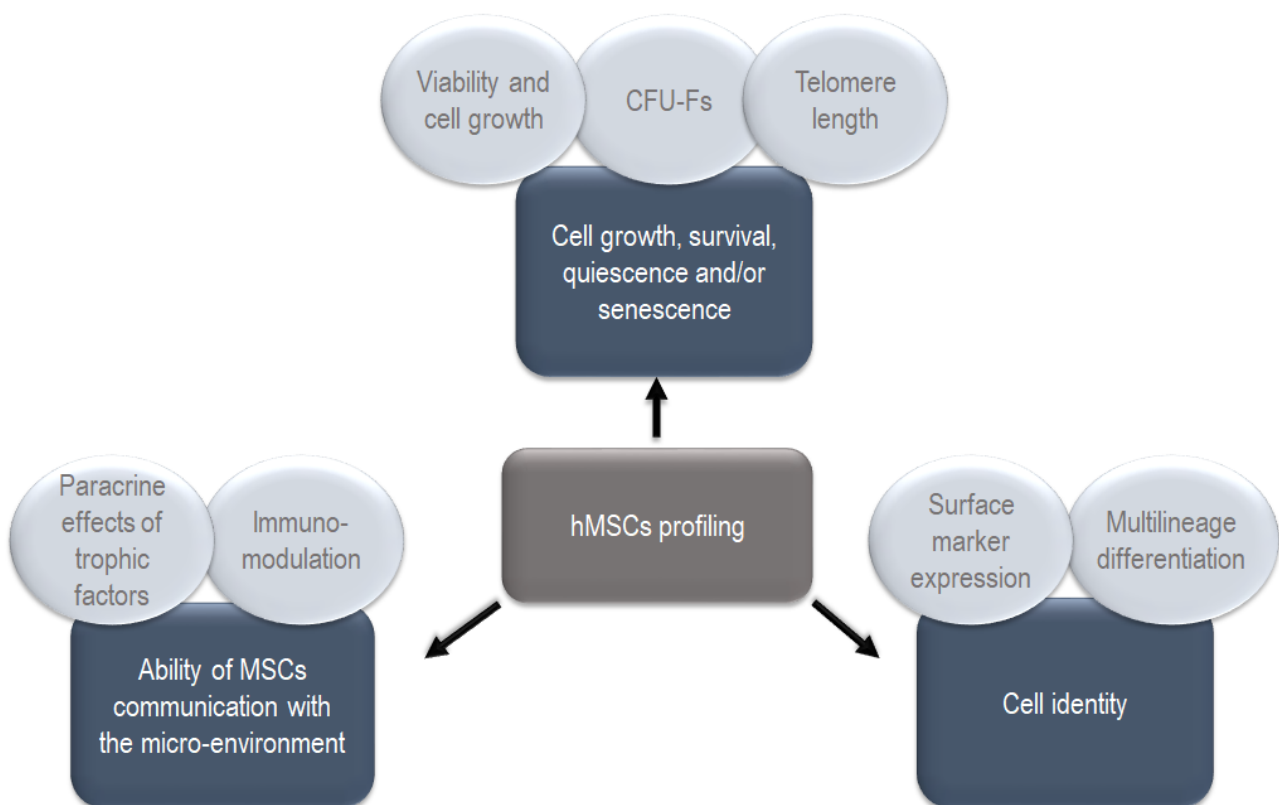 Viability and
cell growth
CFU-Fs
Telomere
length
Cell growth, survival,
quiescence and/or
senescence
hMSCs profiling
Paracrine
effects of
trophic
factors
Immuno-
modulation
Ability of MSCs
communication with
the micro-environment
Surface
marker
expression
Multilineage
differentiation
Cell identity